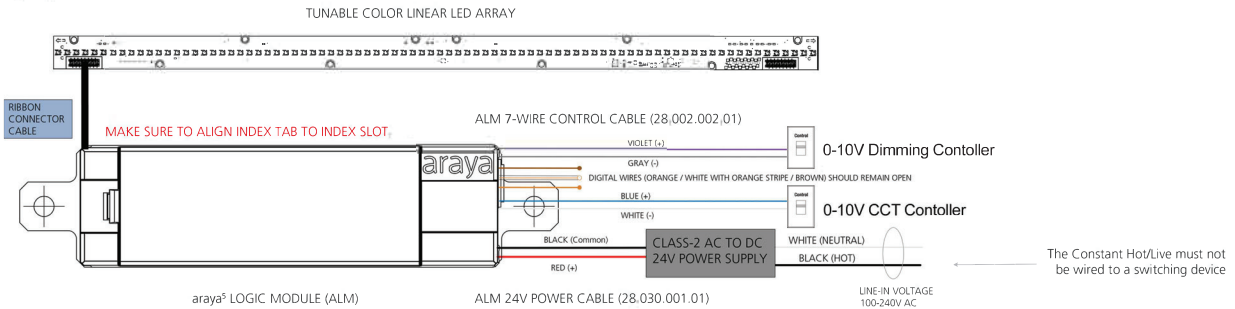 TUNABLE COLOR LINEAR LED ARRAY
RIBBON
CONNECTOR
CABLE
MAKE SURE TO ALIGN INDEX TAB TO INDEX SLOT
ALM 7-WIRE CONTROL CABLE (28.002.002.01)
araya
VIOLET (+)
GRAY (-)
Control
0-10V Dimming Contoller
DIGITAL WIRES (ORANGE / WHITE WITH ORANGE STRIPE / BROWN) SHOULD REMAIN OPEN
BLUE (+)
WHITE (-)
Control
0-10V CCT Contoller
BLACK (Common)
RED (+)
CLASS-2 AC TO DC
24V POWER SUPPLY
WHITE (NEUTRAL)
BLACK (HOT)
The Constant Hot/Live must not
be wired to a switching device
LINE-IN VOLTAGE
100-240V AC
araya⁵ LOGIC MODULE (ALM)
ALM 24V POWER CABLE (28.030.001.01)